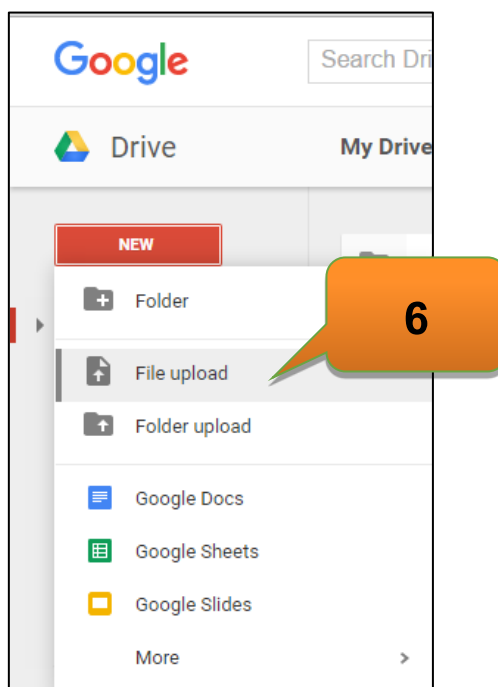 Google
Search Dri
Drive
My Drive
NEW
Folder
6
File upload
Folder upload
Google Docs
Google Sheets
Google Slides
More